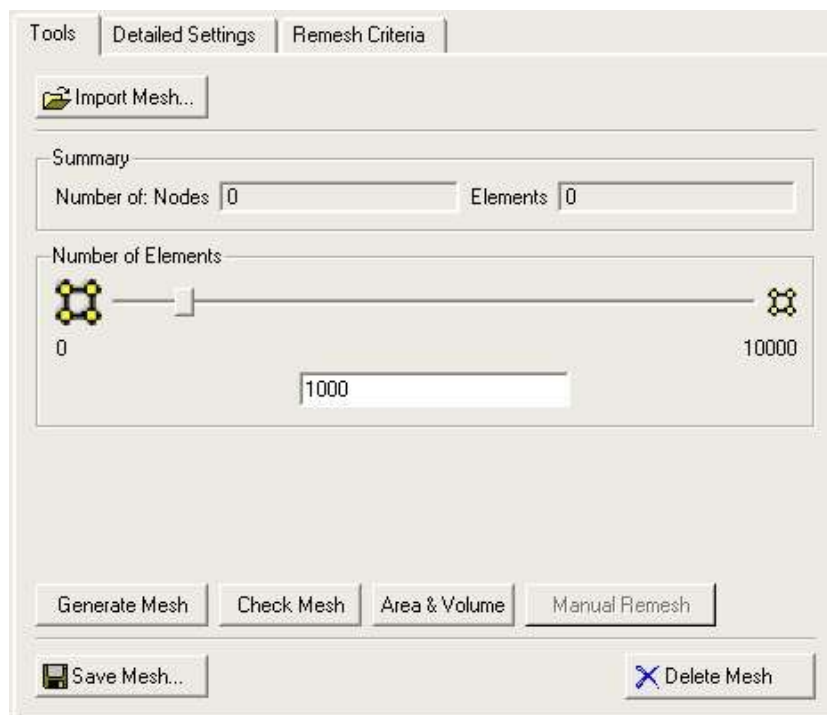 Tools Detailed Settings Remesh Criteria
Import Mesh...
Summary
Number of: Nodes 0 Elements 0
Number of Elements
0 10000
1000
Generate Mesh Check Mesh Area & Volume Manual Remesh
Save Mesh... Delete Mesh